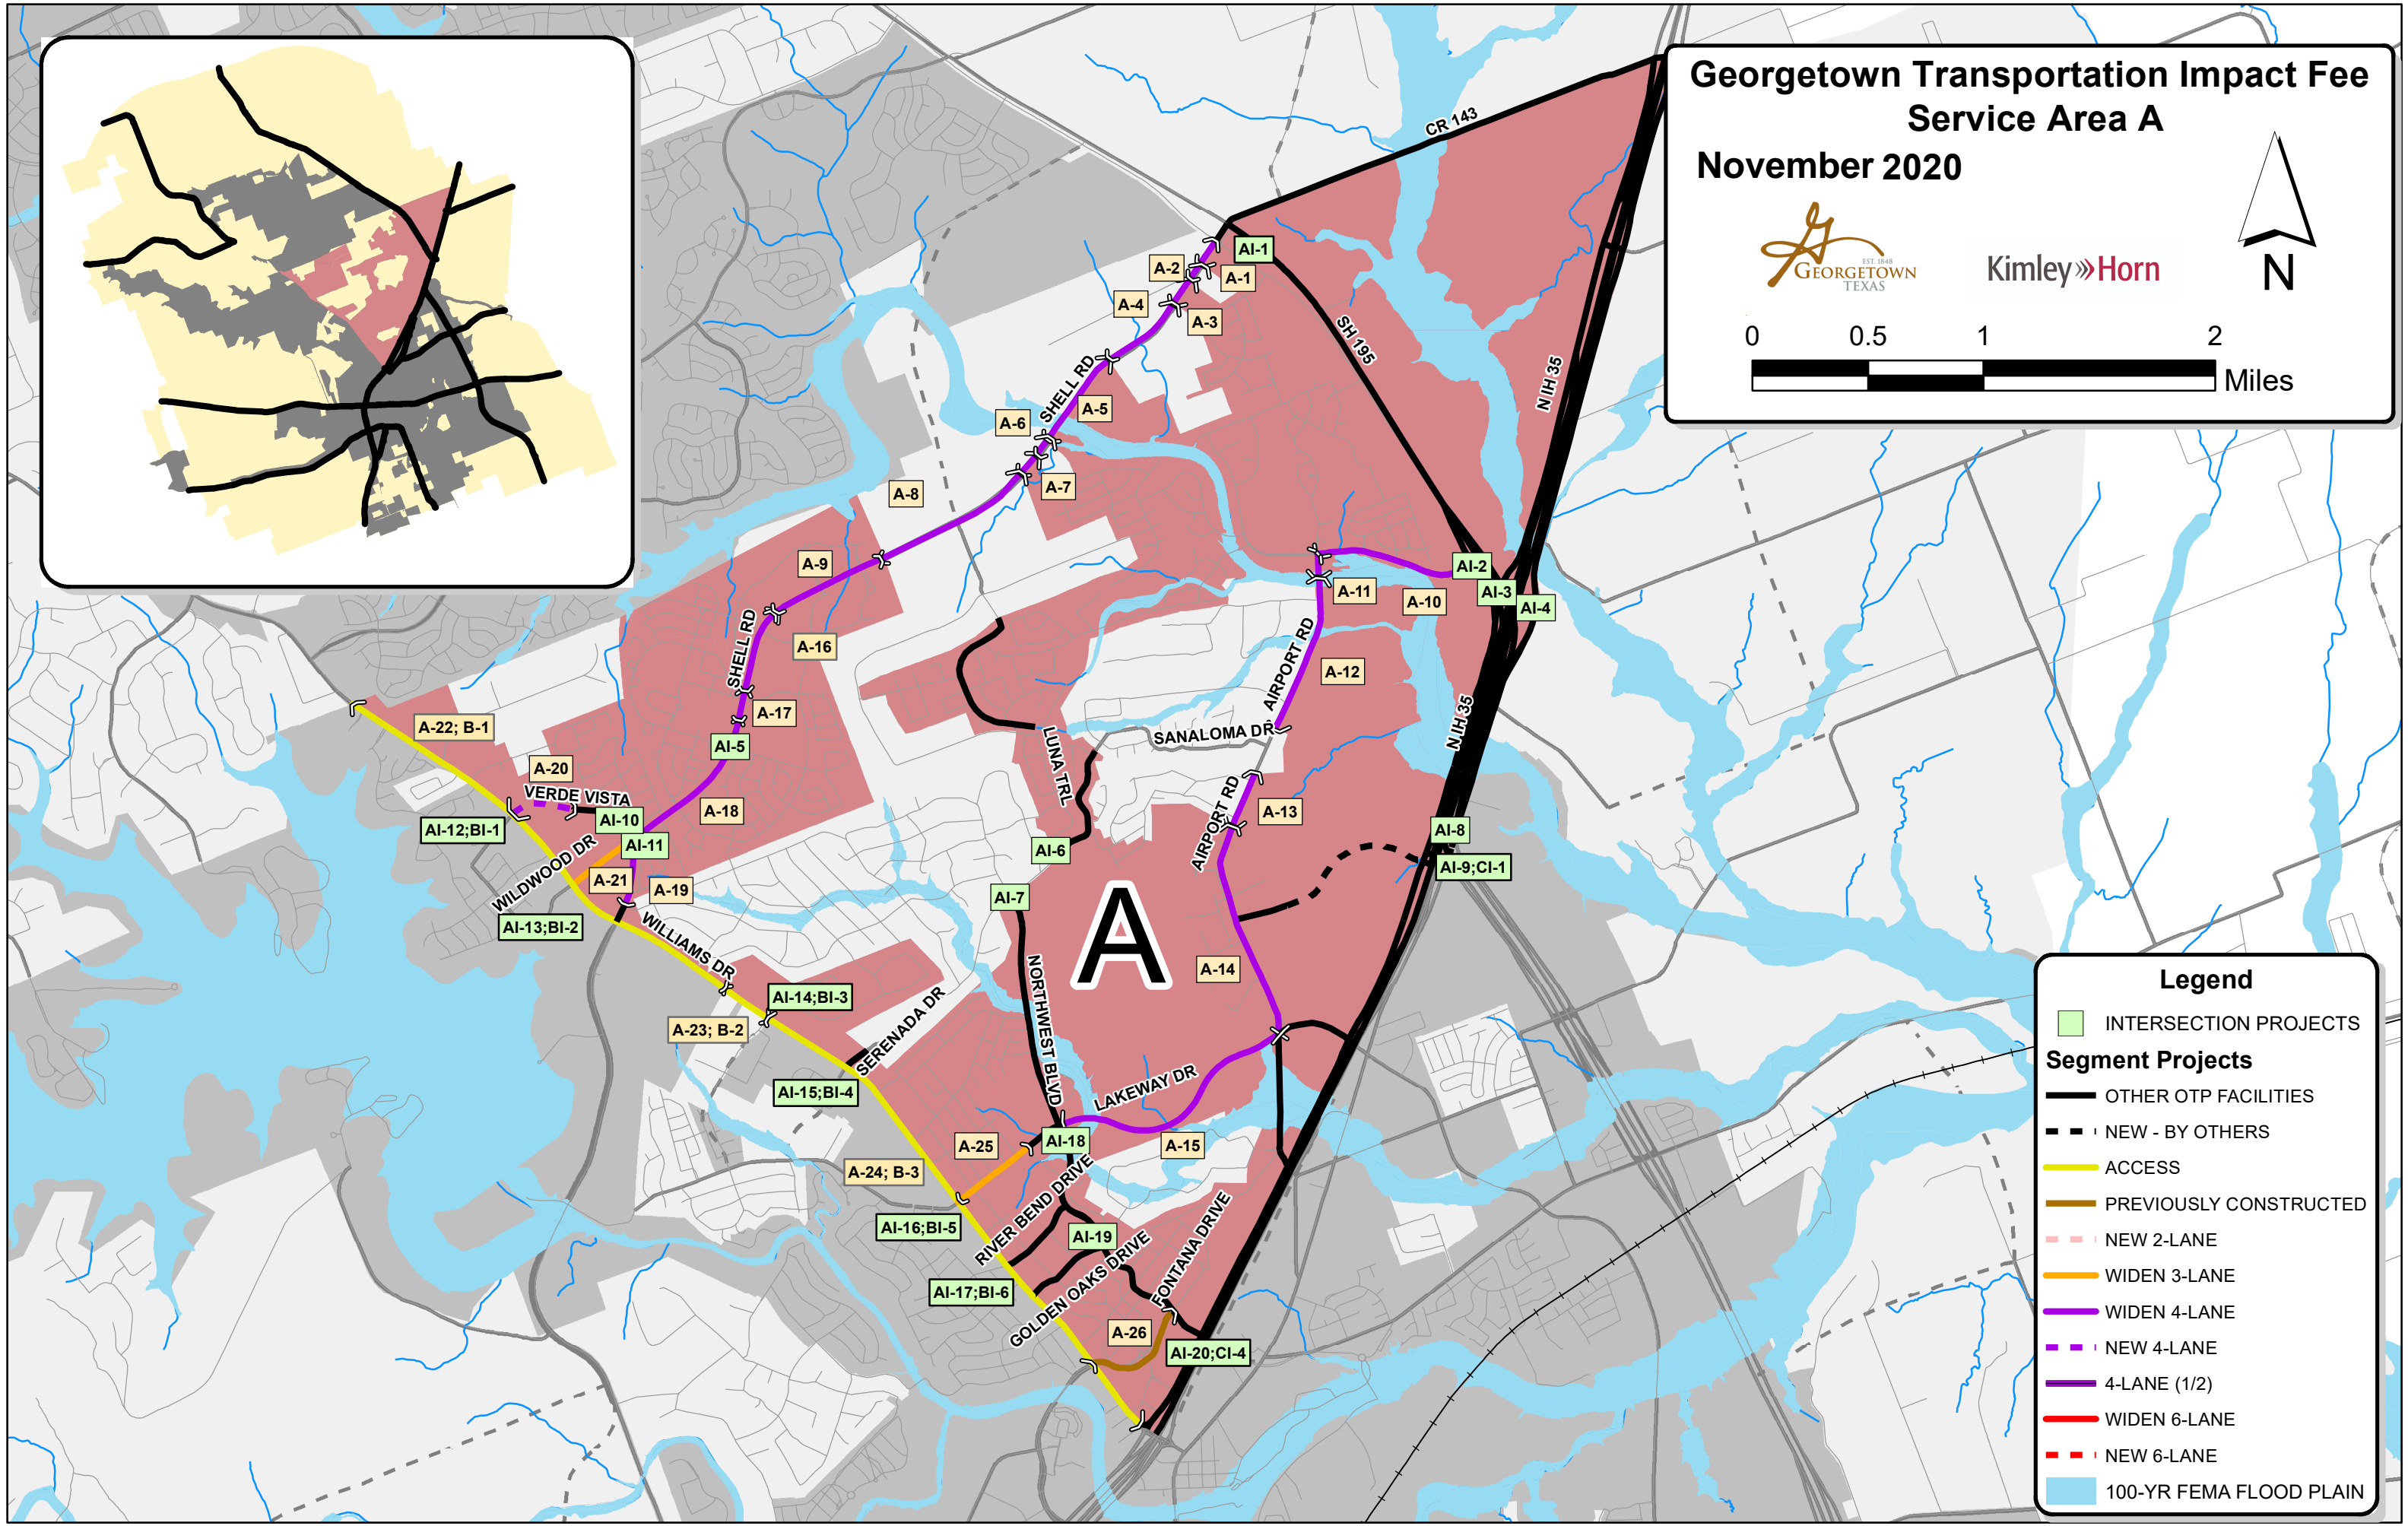 Georgetown Transportation Impact Fee
Service Area A
November 2020
EST. 1848
GEORGETOWN
TEXAS
Kimley»Horn
N
0 0.5 1 2
Miles
CR 143
AI-1
A-2
A-1
A-4
A-3
SH 195
SHELL RD
N IH 35
A-5
A-6
A-7
A-8
A-9
AI-2
AI-3
AI-4
A-11
A-10
SHELL RD
A-16
AIRPORT RD
A-12
A-17
A-22; B-1
AI-5
SANALOMA DR
N IH 35
LUNA TRL
A-20
VERDE VISTA
A-18
AIRPORT RD
A-13
AI-12;BI-1
AI-10
AI-11
AI-6
AI-8
AI-9;CI-1
WILDWOOD DR
A-21
A-19
AI-7
AI-13;BI-2
WILLIAMS DR
A
A-14
AI-14;BI-3
A-23; B-2
SERENADA DR
NORTHWEST BLVD
AI-15;BI-4
LAKEWAY DR
A-25
AI-18
A-15
A-24; B-3
AI-16;BI-5
RIVER BEND DRIVE
AI-19
FONTANA DRIVE
AI-17;BI-6
GOLDEN OAKS DRIVE
A-26
AI-20;CI-4
Legend
INTERSECTION PROJECTS
Segment Projects
OTHER OTP FACILITIES
NEW - BY OTHERS
ACCESS
PREVIOUSLY CONSTRUCTED
NEW 2-LANE
WIDEN 3-LANE
WIDEN 4-LANE
NEW 4-LANE
4-LANE (1/2)
WIDEN 6-LANE
NEW 6-LANE
100-YR FEMA FLOOD PLAIN